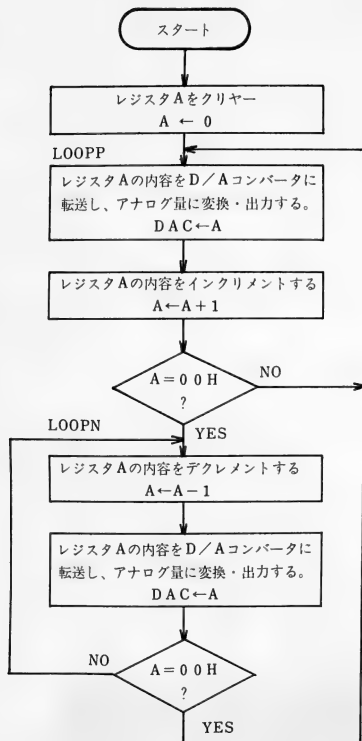 スタート
レジスタAをクリヤー
A ← 0
LOOPP
レジスタAの内容をD／Aコンバータに
転送し、アナログ量に変換・出力する。
DAC←A
レジスタAの内容をインクリメントする
A←A+1
A=00H
?
NO
YES
LOOPN
レジスタAの内容をデクレメントする
A←A−1
レジスタAの内容をD／Aコンバータに
転送し、アナログ量に変換・出力する。
DAC←A
NO
A=00H
?
YES